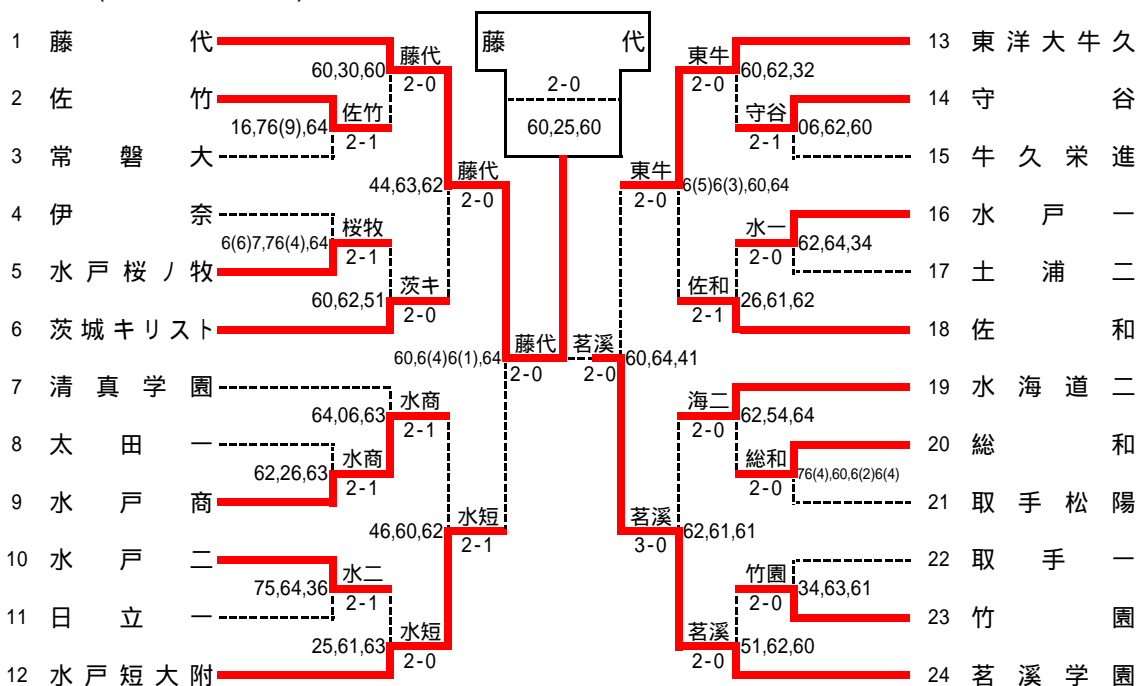 藤代
2-0
60,25,60
1 藤代
2 佐竹
3 常磐大
4 伊奈
5 水戸桜ノ牧
6 茨城キリスト
7 清真学園
8 太田一
9 水戸商
10 水戸二
11 日立一
12 水戸短大附
藤代
60,30,60
2-0
佐竹
16,76(9),64
2-1
藤代
44,63,62
2-0
桜牧
6(6)7,76(4),64
2-1
茨キ
60,62,51
2-0
藤代
60,6(4)6(1),64
2-0
水商
64,06,63
2-1
水商
62,26,63
2-1
水短
46,60,62
2-1
水二
75,64,36
2-1
水短
25,61,63
2-0
東牛
60,62,32
2-0
守谷
06,62,60
2-1
東牛
6(5)6(3),60,64
2-0
水一
62,64,34
2-0
佐和
26,61,62
2-1
茗溪
60,64,41
2-0
海二
62,54,64
2-0
総和
76(4),60,6(2)6(4)
2-0
茗溪
62,61,61
3-0
竹園
34,63,61
2-0
茗溪
51,62,60
2-0
13 東洋大牛久
14 守谷
15 牛久栄進
16 水戸一
17 土浦二
18 佐和
19 水海道二
20 総和
21 取手松陽
22 取手一
23 竹園
24 茗溪学園